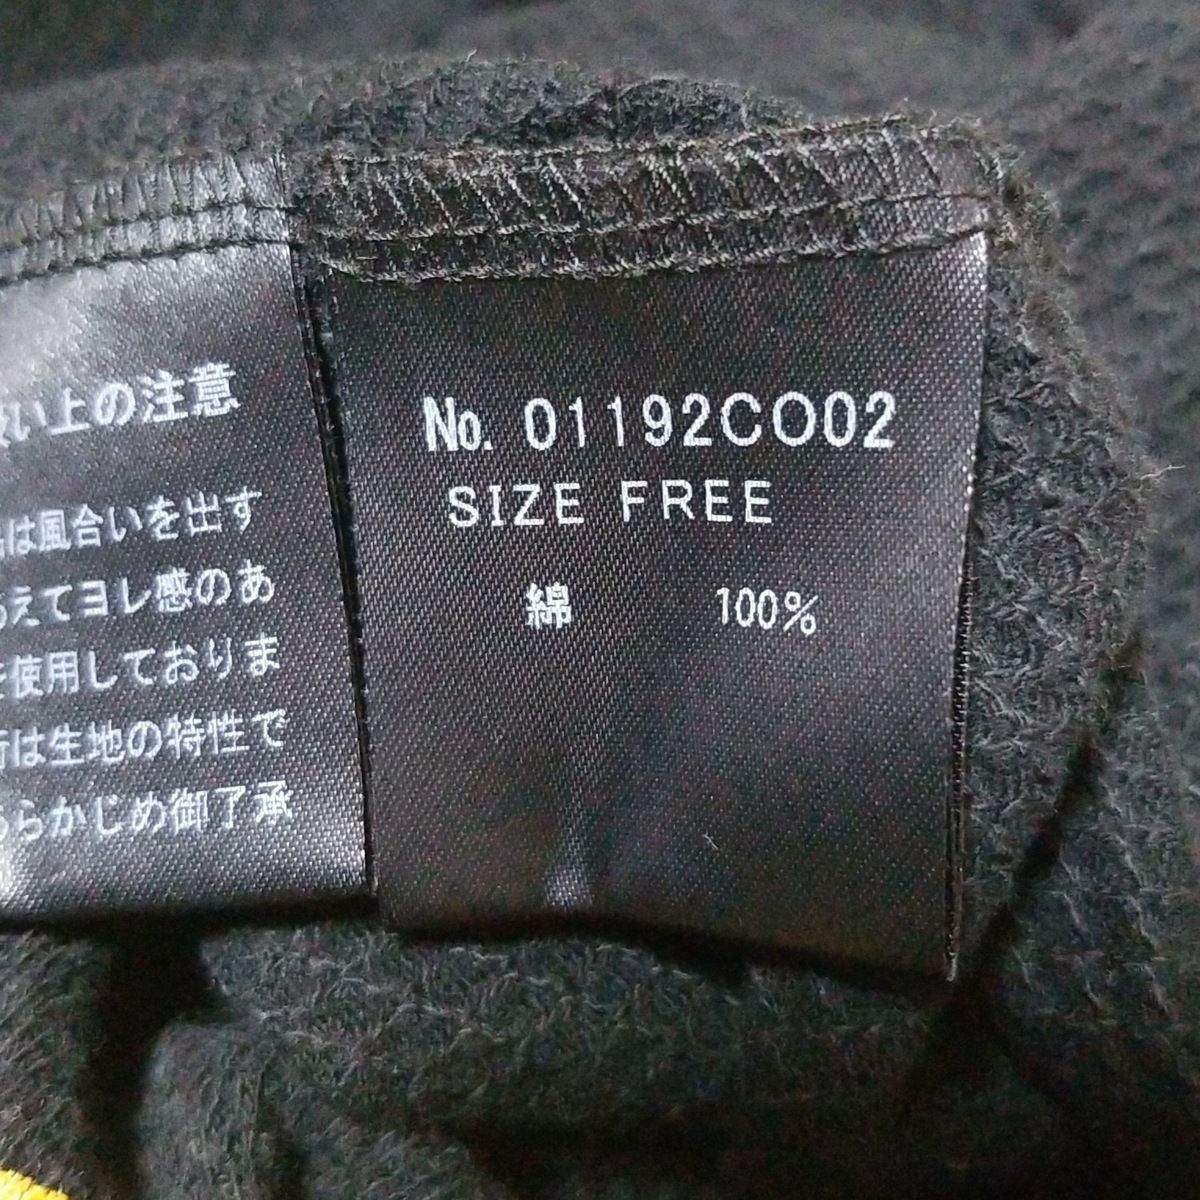 い上の注意
は風合いを出す
えてヨレ感のあ
使用しておりま
は生地の特性で
らかじめ御了承
No. 01192CO02
SIZE FREE
綿 100%